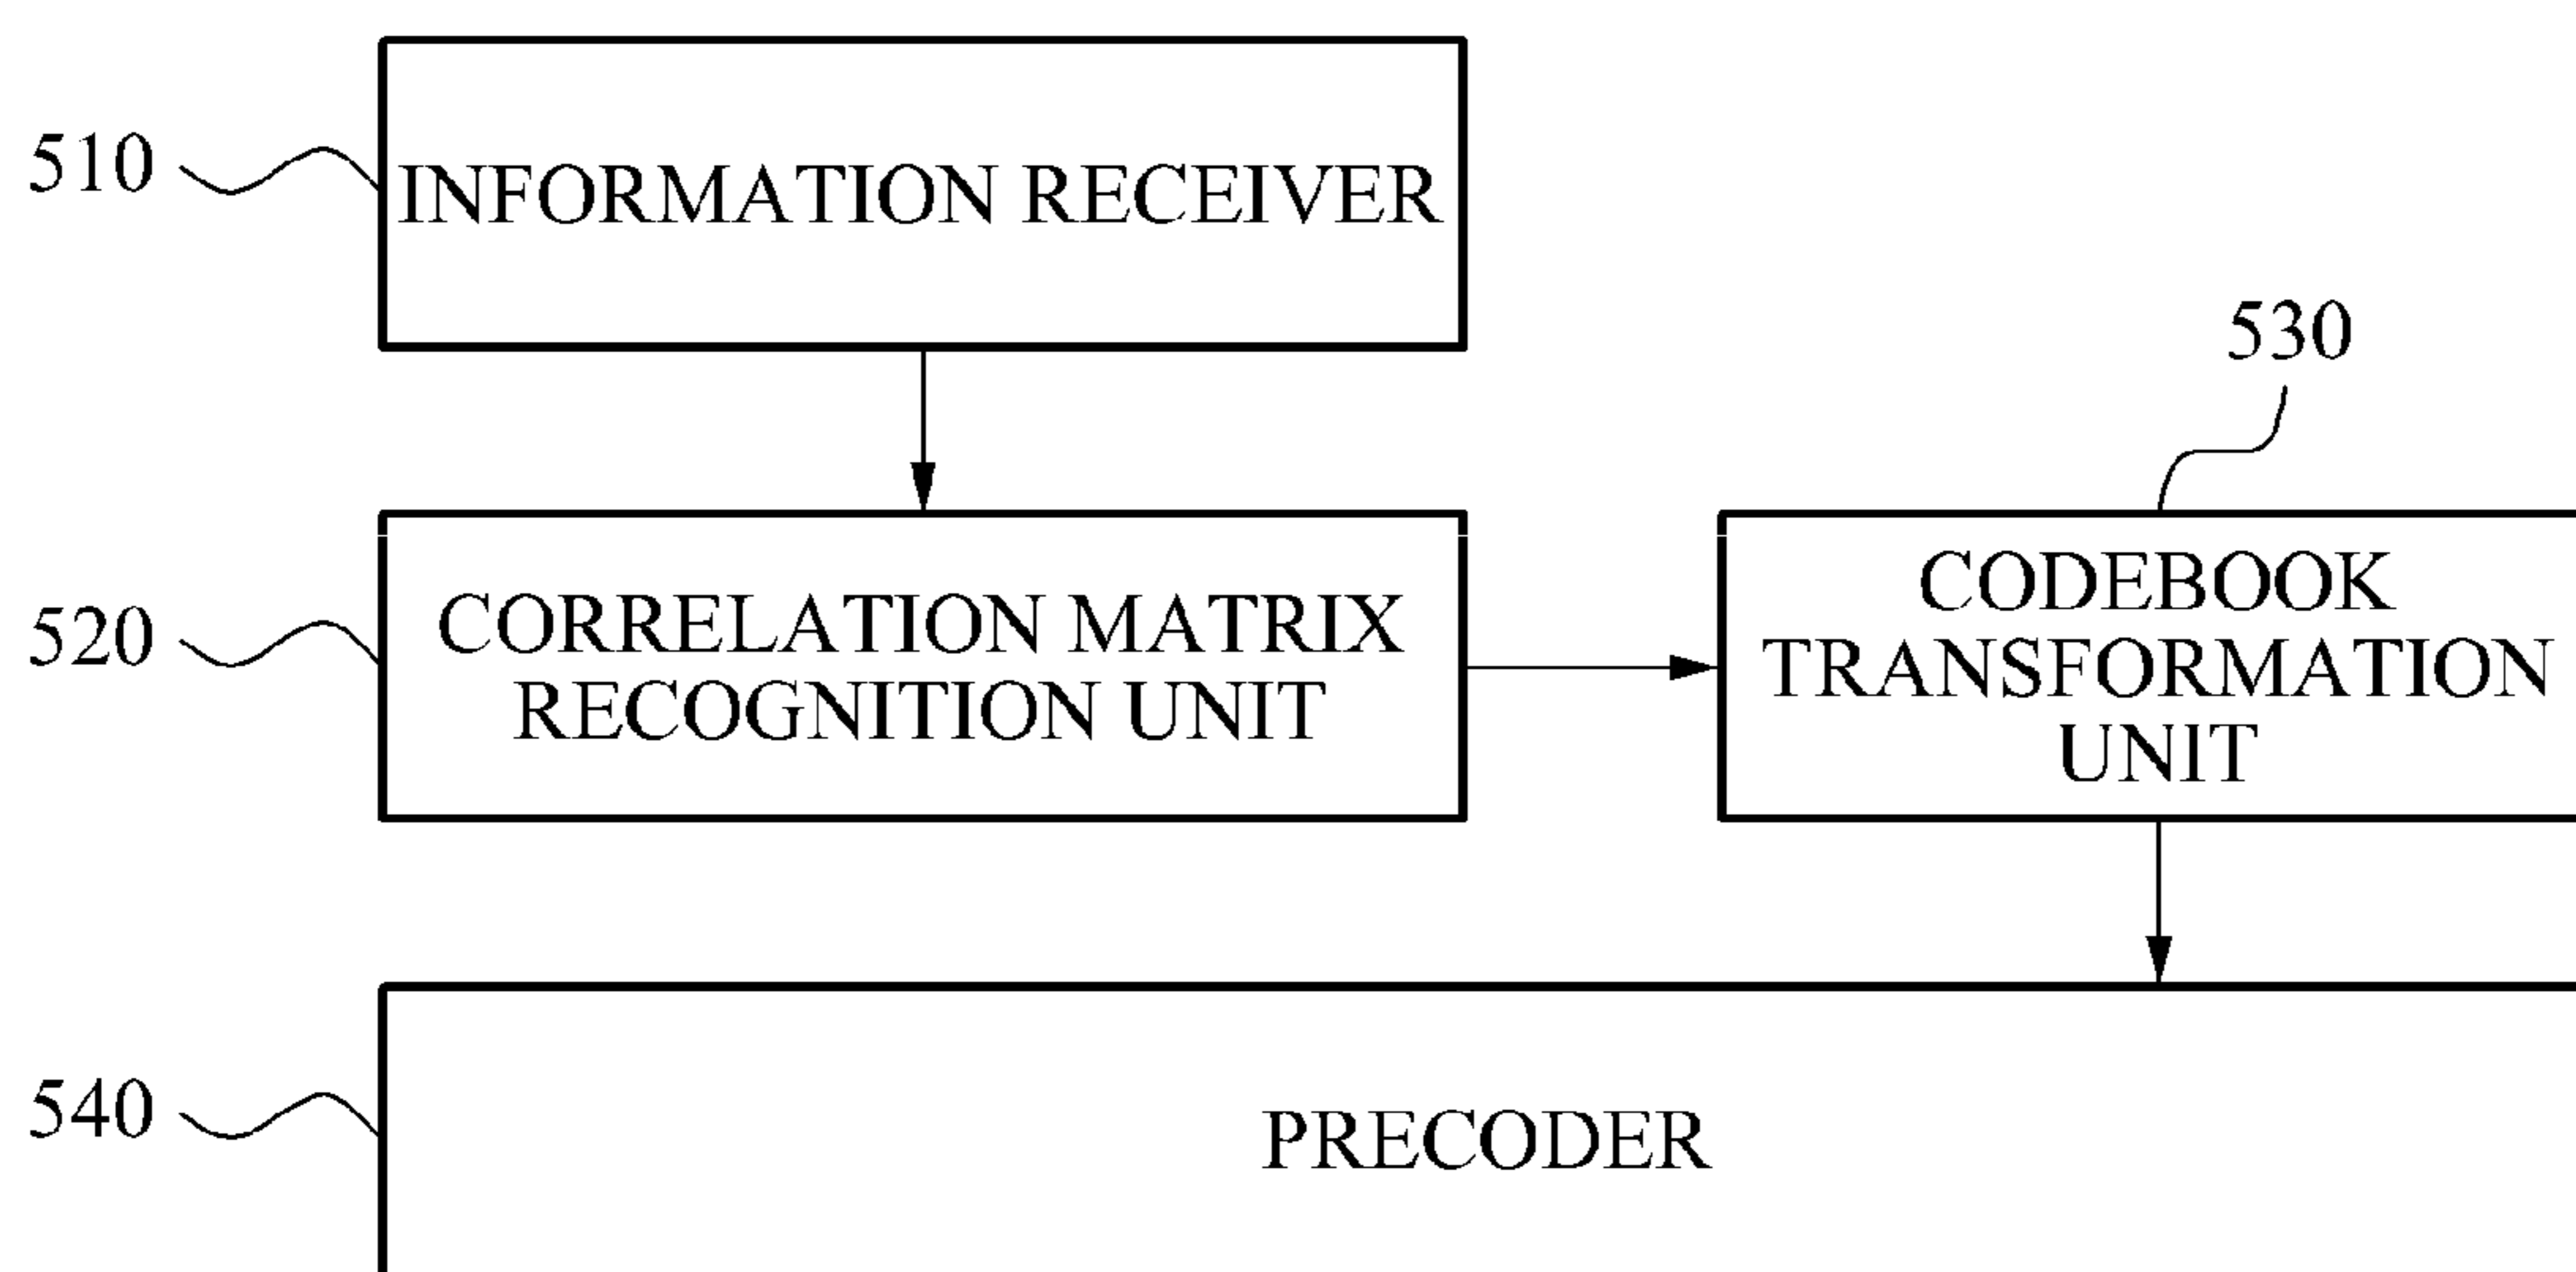 510
INFORMATION RECEIVER
530
520
CORRELATION MATRIX
RECOGNITION UNIT
CODEBOOK
TRANSFORMATION
UNIT
540
PRECODER